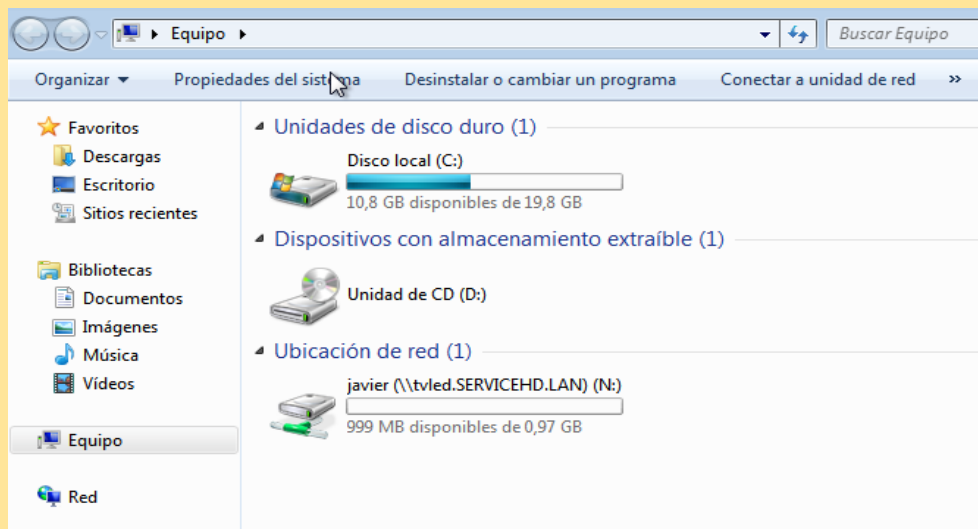 Equipo
Buscar Equipo
Organizar
Propiedades del sistema
Desinstalar o cambiar un programa
Conectar a unidad de red
»
Favoritos
Descargas
Escritorio
Sitios recientes
Bibliotecas
Documentos
Imágenes
Música
Vídeos
Equipo
Red
Unidades de disco duro (1)
Disco local (C:)
10,8 GB disponibles de 19,8 GB
Dispositivos con almacenamiento extraíble (1)
Unidad de CD (D:)
Ubicación de red (1)
javier (\\tvled.SERVICEHD.LAN) (N:)
999 MB disponibles de 0,97 GB